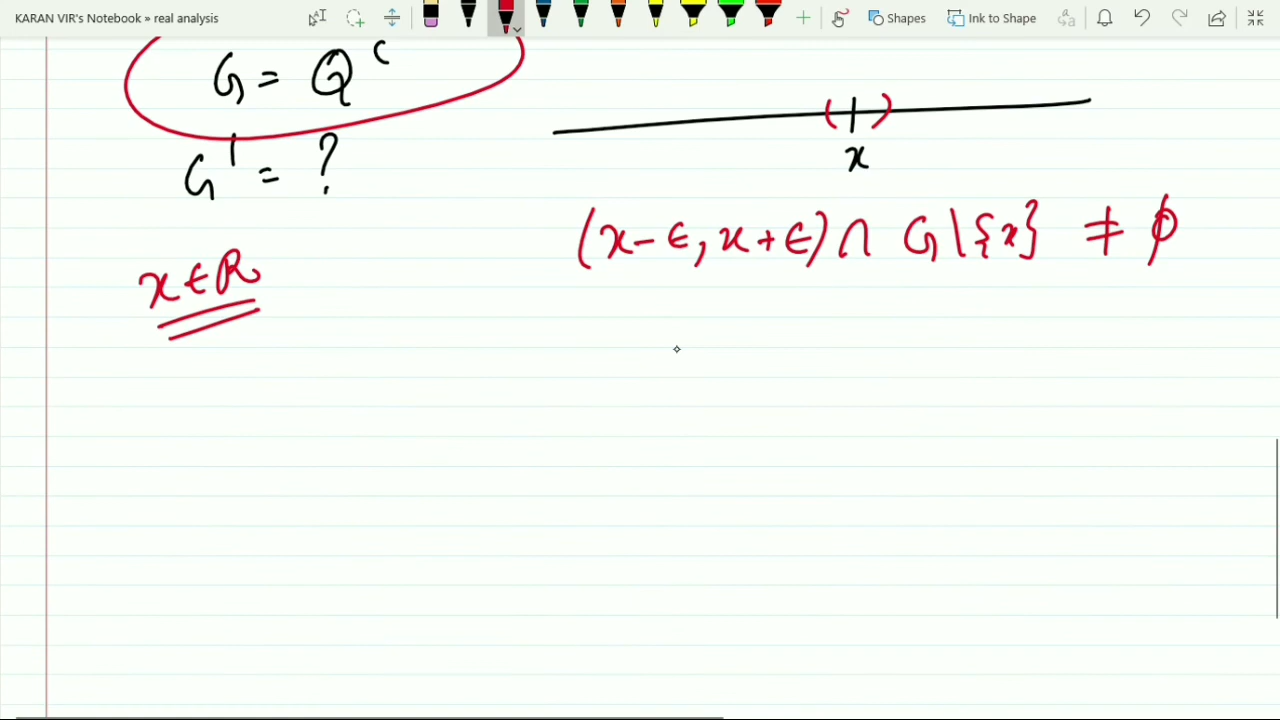 KARAN VIR's Notebook » real analysis
Shapes
Ink to Shape
G = Q^c
G' = ?
x
(x-ϵ, x+ϵ) ∩ G\{x} ≠ ϕ
x ∈ R